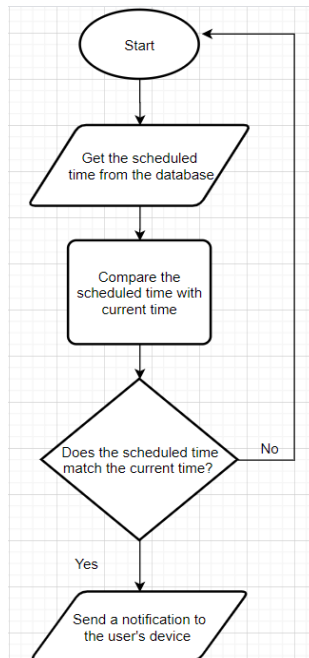 Start
Get the scheduled
time from the database
Compare the
scheduled time with
current time
Does the scheduled time
match the current time?
No
Yes
Send a notification to
the user's device